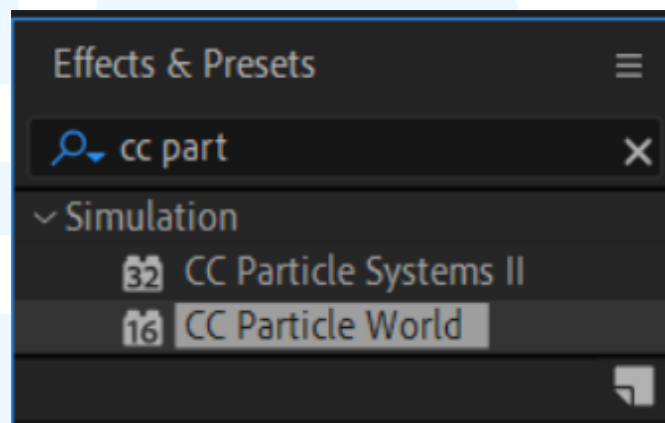 Effects & Presets
cc part
Simulation
32 CC Particle Systems II
16 CC Particle World